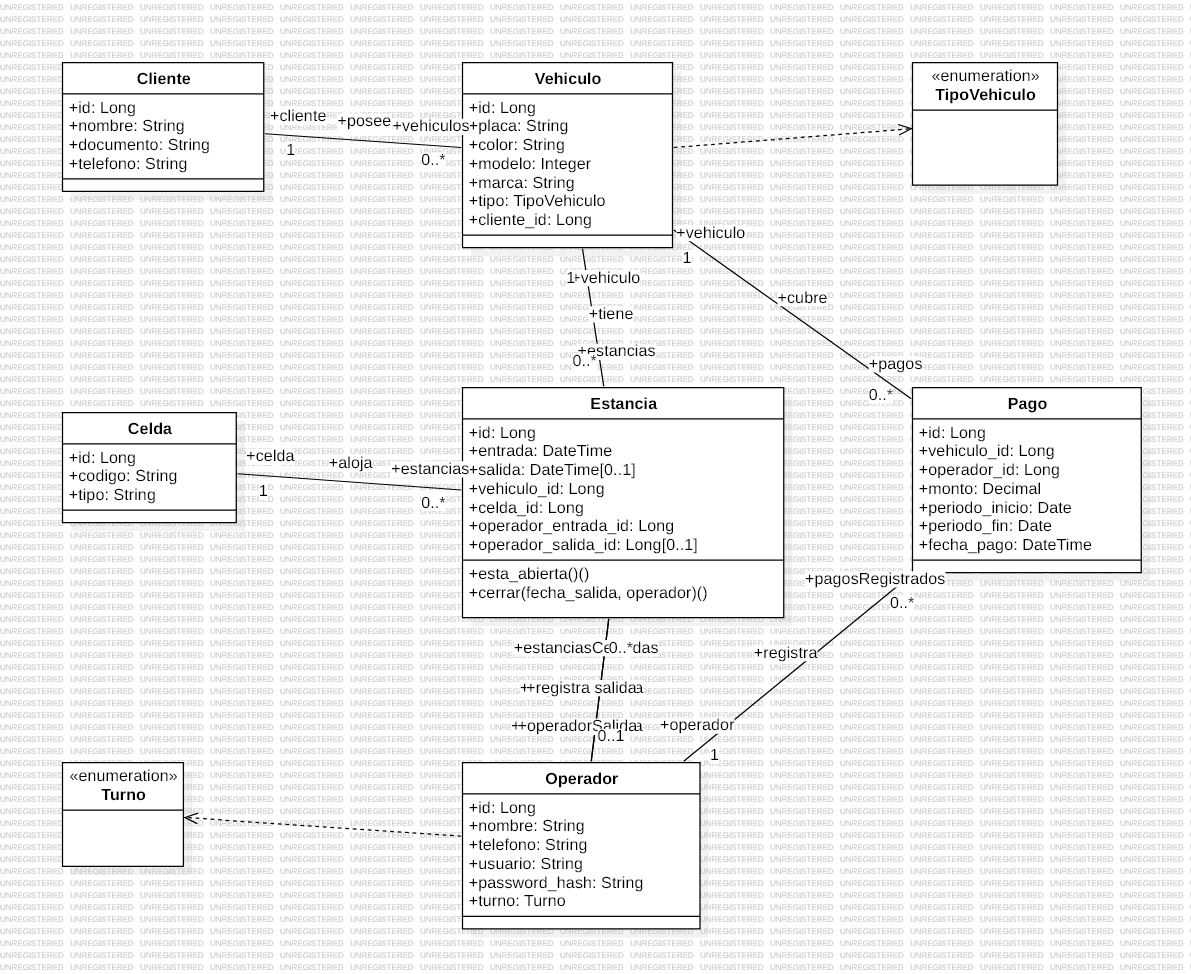 Cliente
+id: Long
+nombre: String
+documento: String
+telefono: String
+cliente
+posee
+vehiculos
1
0..*
Vehiculo
+id: Long
+placa: String
+color: String
+modelo: Integer
+marca: String
+tipo: TipoVehiculo
+cliente_id: Long
«enumeration»
TipoVehiculo
+vehiculo
1
+cubre
+pagos
0..*
1
+vehiculo
+tiene
+estancias
0..*
Celda
+id: Long
+codigo: String
+tipo: String
+celda
+aloja
+estancias
1
0..*
Estancia
+id: Long
+entrada: DateTime
+salida: DateTime[0..1]
+vehiculo_id: Long
+celda_id: Long
+operador_entrada_id: Long
+operador_salida_id: Long[0..1]
+esta_abierta()()
+cerrar(fecha_salida, operador)()
Pago
+id: Long
+vehiculo_id: Long
+operador_id: Long
+monto: Decimal
+periodo_inicio: Date
+periodo_fin: Date
+fecha_pago: DateTime
+pagosRegistrados
0..*
+registra
+operador
1
0..*
+registra salida
+operadorSalida
0..1
«enumeration»
Turno
Operador
+id: Long
+nombre: String
+telefono: String
+usuario: String
+password_hash: String
+turno: Turno
UNREGISTERED